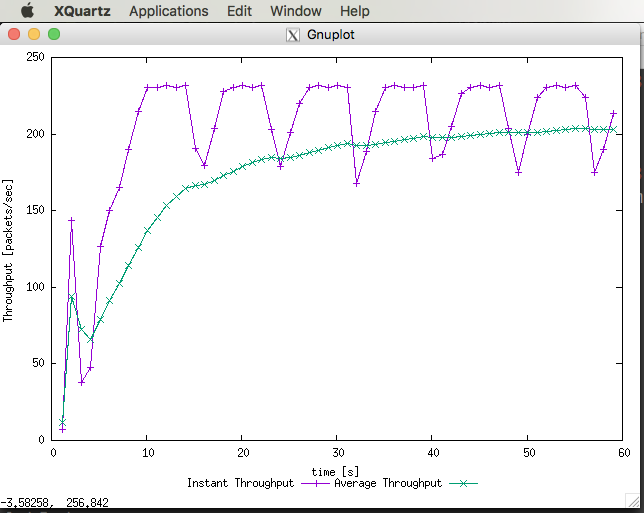 XQuartz Applications Edit Window Help
X Gnuplot
250
200
150
100
50
0
Throughput [packets/sec]
0 10 20 30 40 50 60
time [s]
Instant Throughput Average Throughput
-3.58258, 256.842